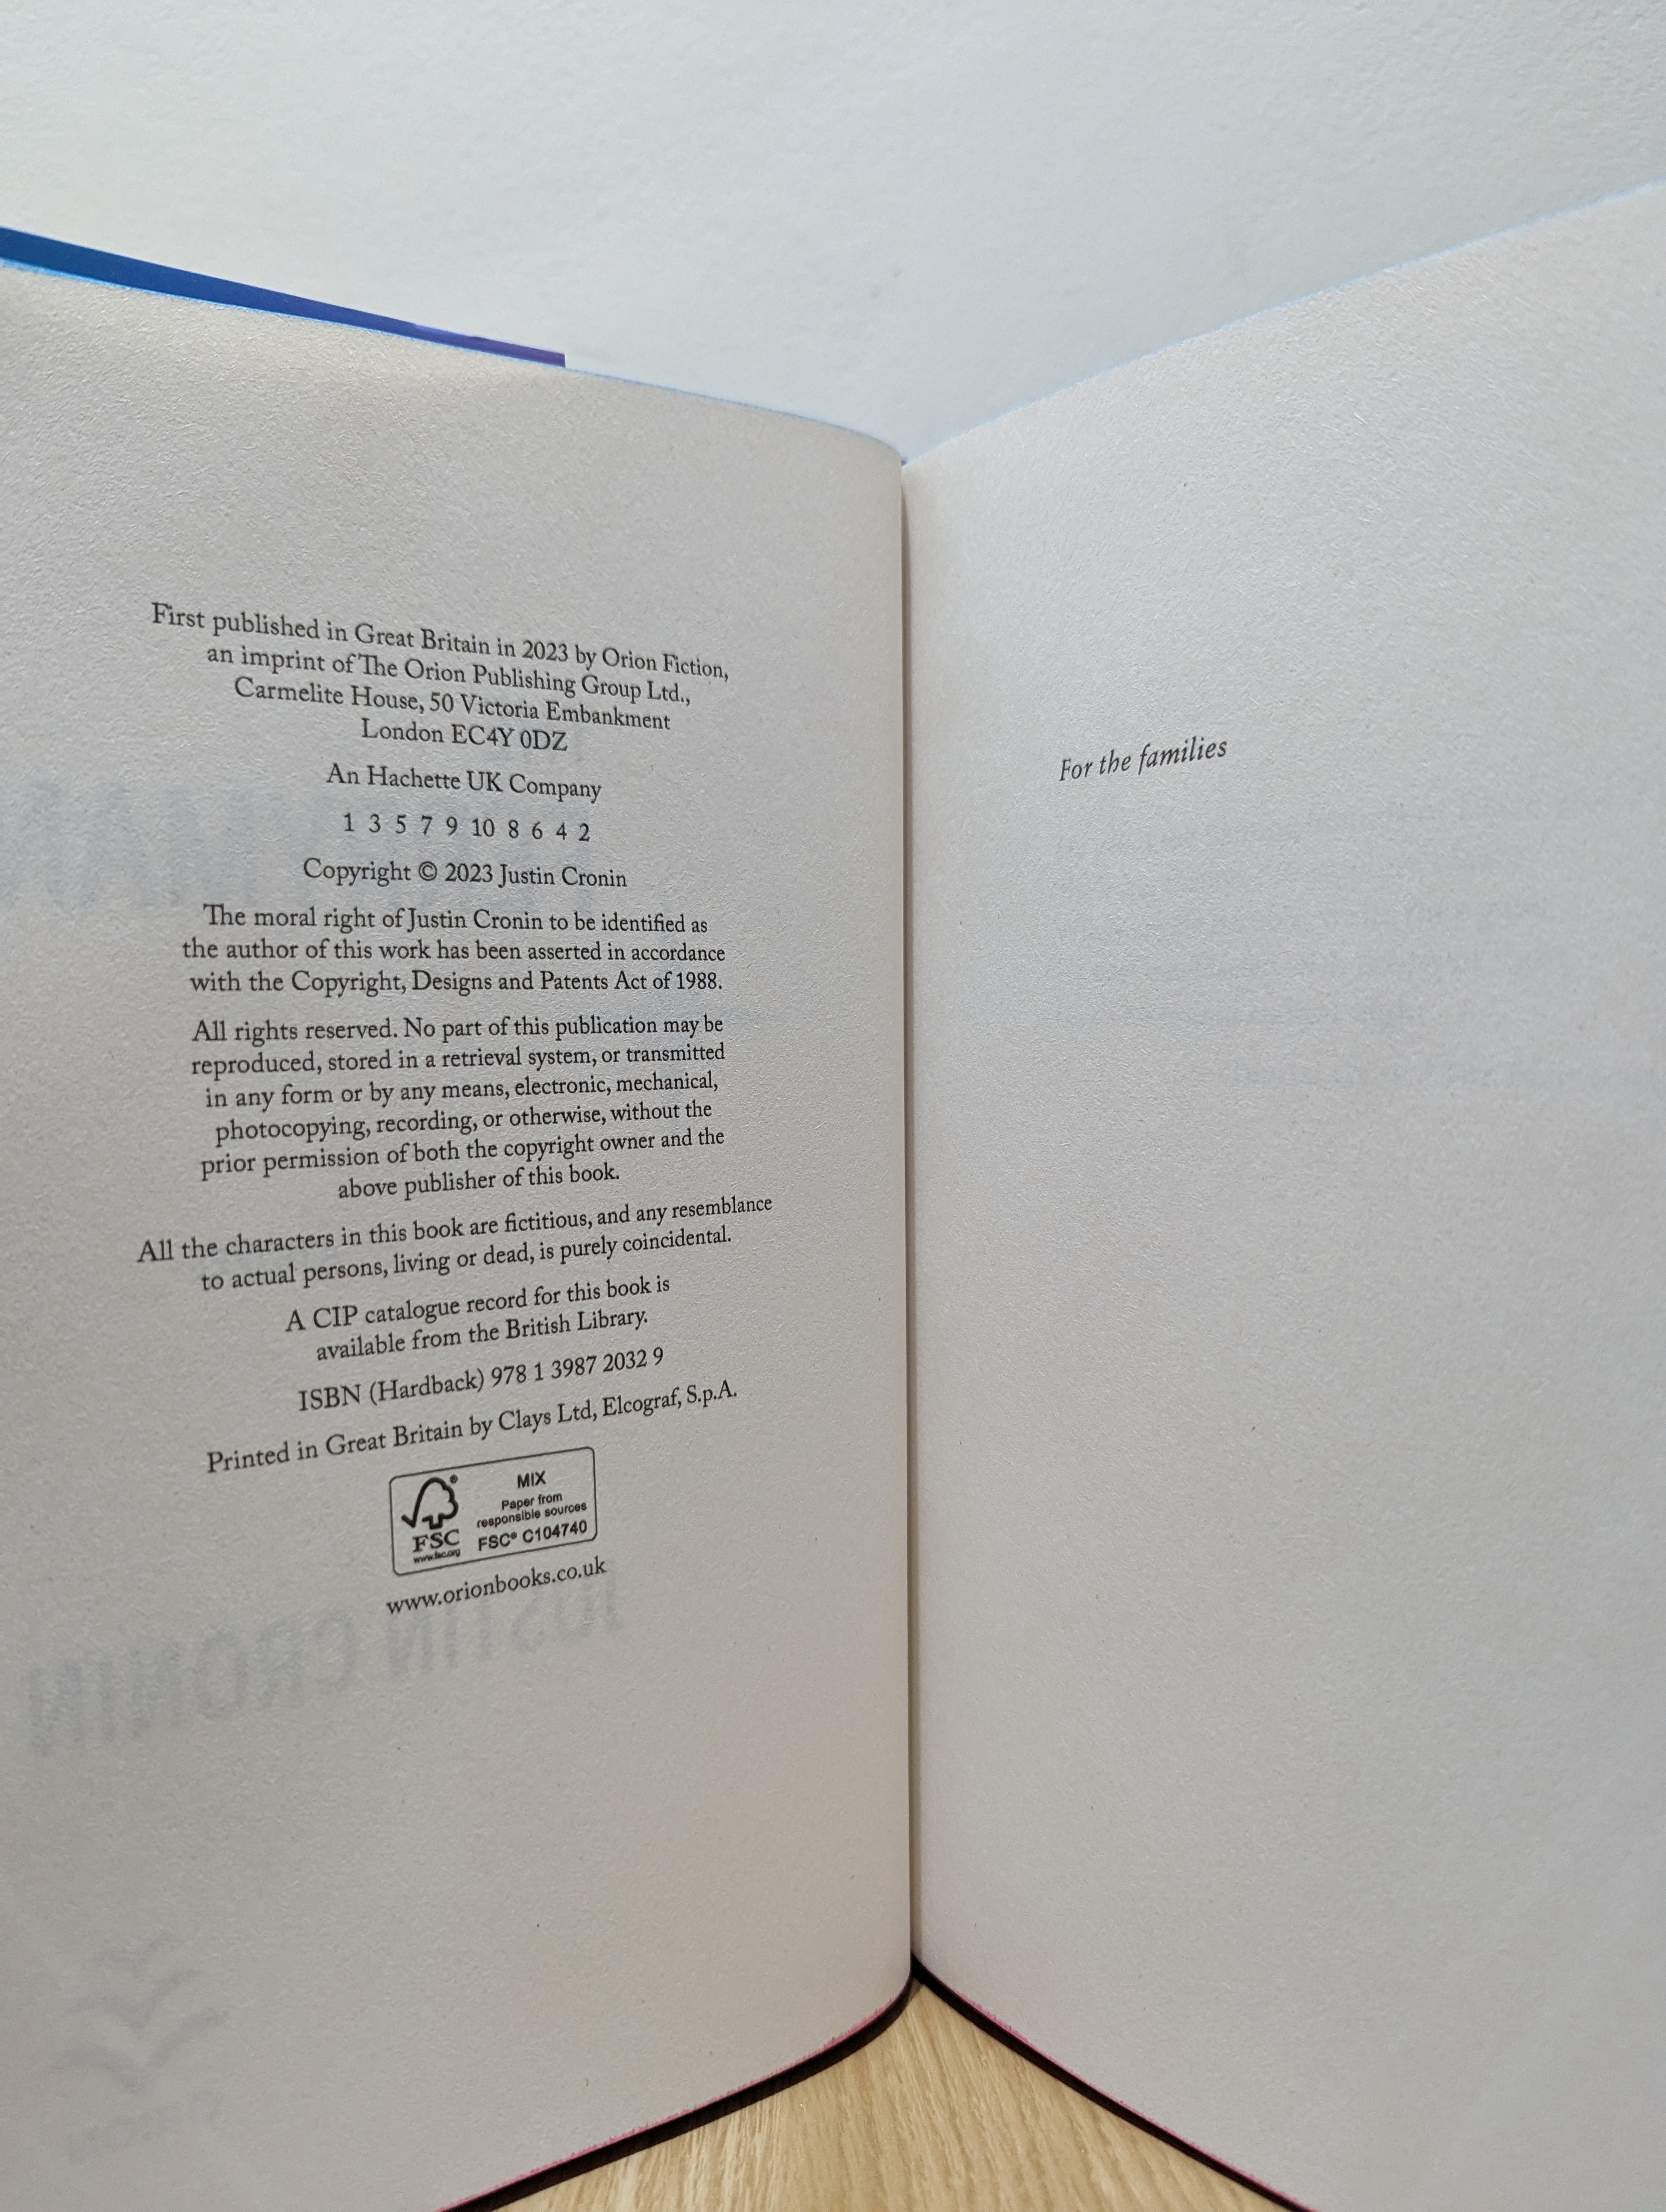 First published in Great Britain in 2023 by Orion Fiction,
an imprint of The Orion Publishing Group Ltd.,
Carmelite House, 50 Victoria Embankment
London EC4Y 0DZ
An Hachette UK Company
1 3 5 7 9 10 8 6 4 2
Copyright © 2023 Justin Cronin
The moral right of Justin Cronin to be identified as
the author of this work has been asserted in accordance
with the Copyright, Designs and Patents Act of 1988.
All rights reserved. No part of this publication may be
reproduced, stored in a retrieval system, or transmitted
in any form or by any means, electronic, mechanical,
photocopying, recording, or otherwise, without the
prior permission of both the copyright owner and the
above publisher of this book.
All the characters in this book are fictitious, and any resemblance
to actual persons, living or dead, is purely coincidental.
A CIP catalogue record for this book is
available from the British Library.
ISBN (Hardback) 978 1 3987 2032 9
Printed in Great Britain by Clays Ltd, Elcograf, S.p.A.
FSC
www.fsc.org
MIX
Paper from
responsible sources
FSC® C104740
www.orionbooks.co.uk
JUSTIN CRONIN
For the families